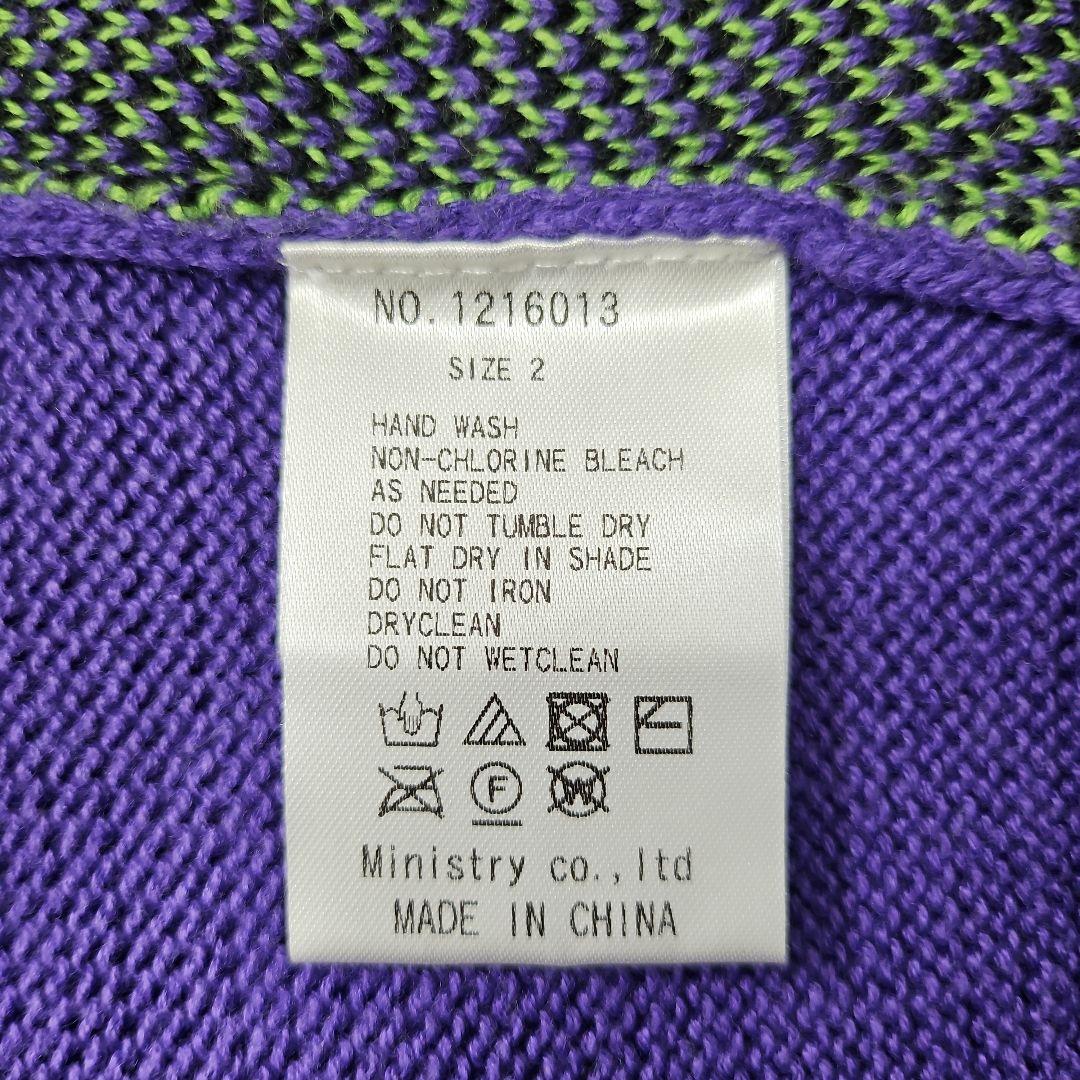 NO. 1216013
SIZE 2
HAND WASH
NON-CHLORINE BLEACH
AS NEEDED
DO NOT TUMBLE DRY
FLAT DRY IN SHADE
DO NOT IRON
DRYCLEAN
DO NOT WETCLEAN
F W
Ministry co.,ltd
MADE IN CHINA